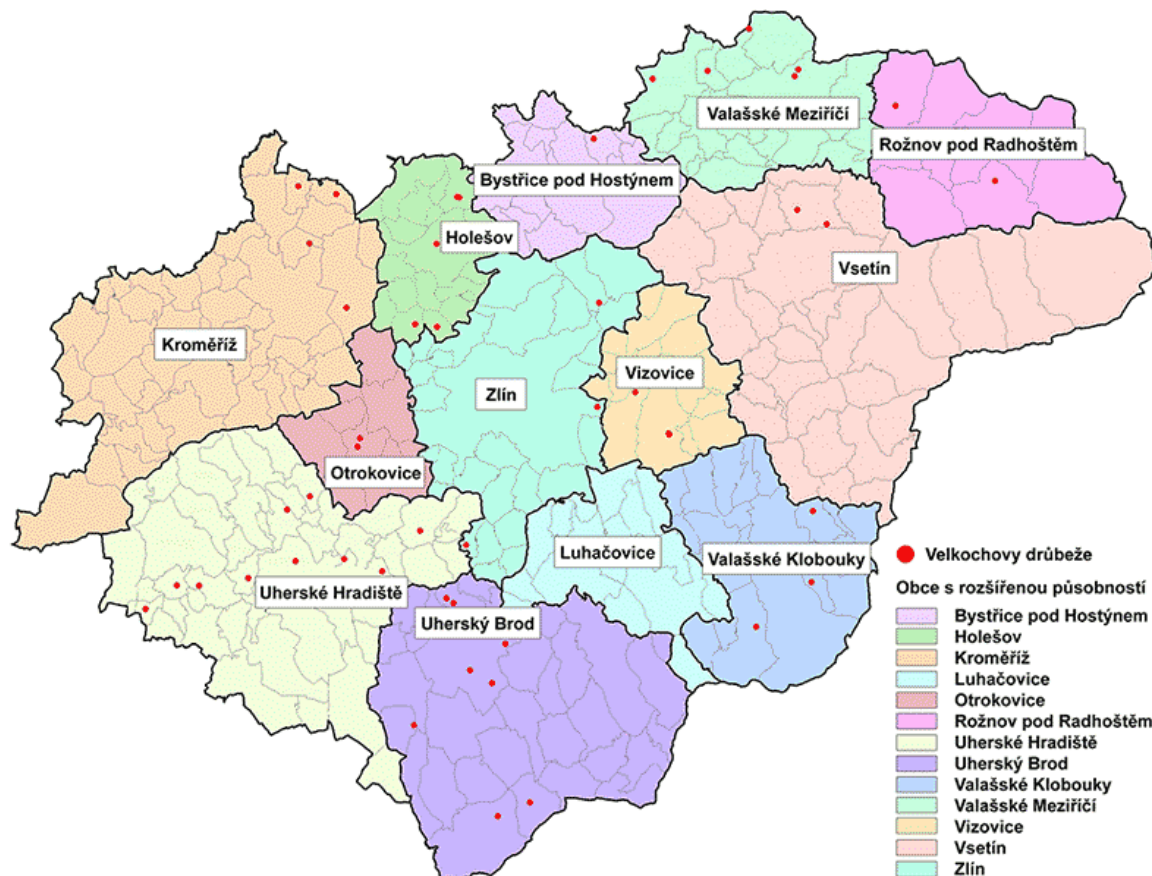 Valašské Meziříčí
Rožnov pod Radhoštěm
Bystřice pod Hostýnem
Holešov
Vsetín
Kroměříž
Vizovice
Zlín
Otrokovice
Luhačovice
Valašské Klobouky
Uherské Hradiště
Uherský Brod
Velkochovy drůbeže
Obce s rozšířenou působností
Bystřice pod Hostýnem
Holešov
Kroměříž
Luhačovice
Otrokovice
Rožnov pod Radhoštěm
Uherské Hradiště
Uherský Brod
Valašské Klobouky
Valašské Meziříčí
Vizovice
Vsetín
Zlín